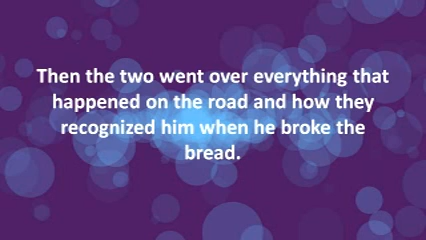 Then the two went over everything that
happened on the road and how they
recognized him when he broke the
bread.